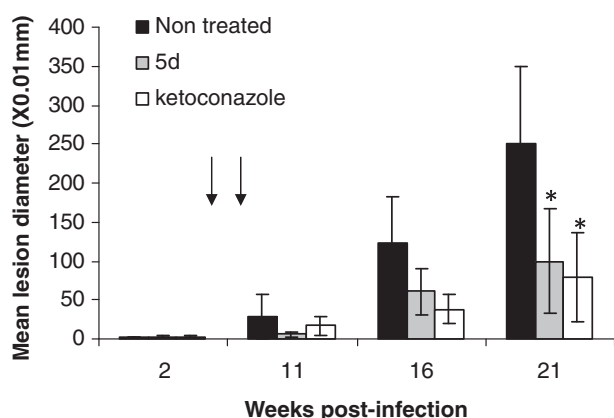 Mean lesion diameter (X0.01mm)
400
350
300
250
200
150
100
50
0
Non treated
5d
ketoconazole
*
*
2 11 16 21
Weeks post-infection